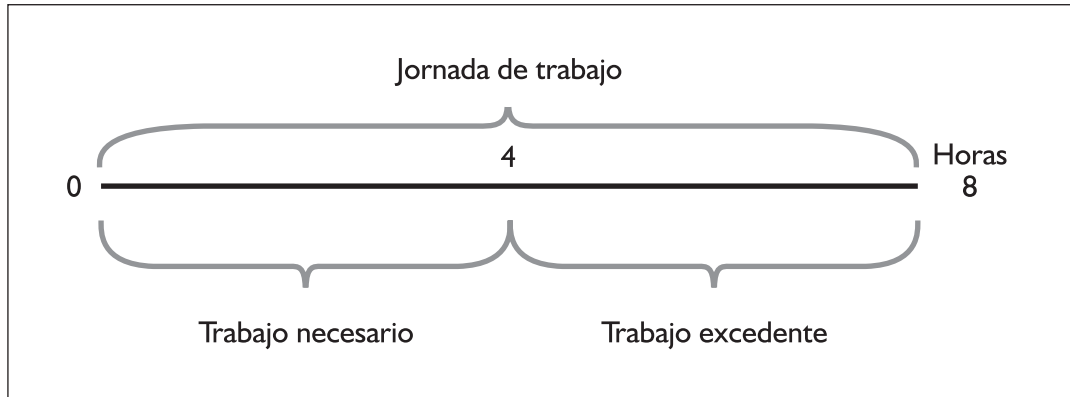 Jornada de trabajo
4
Horas
0
8
Trabajo necesario
Trabajo excedente